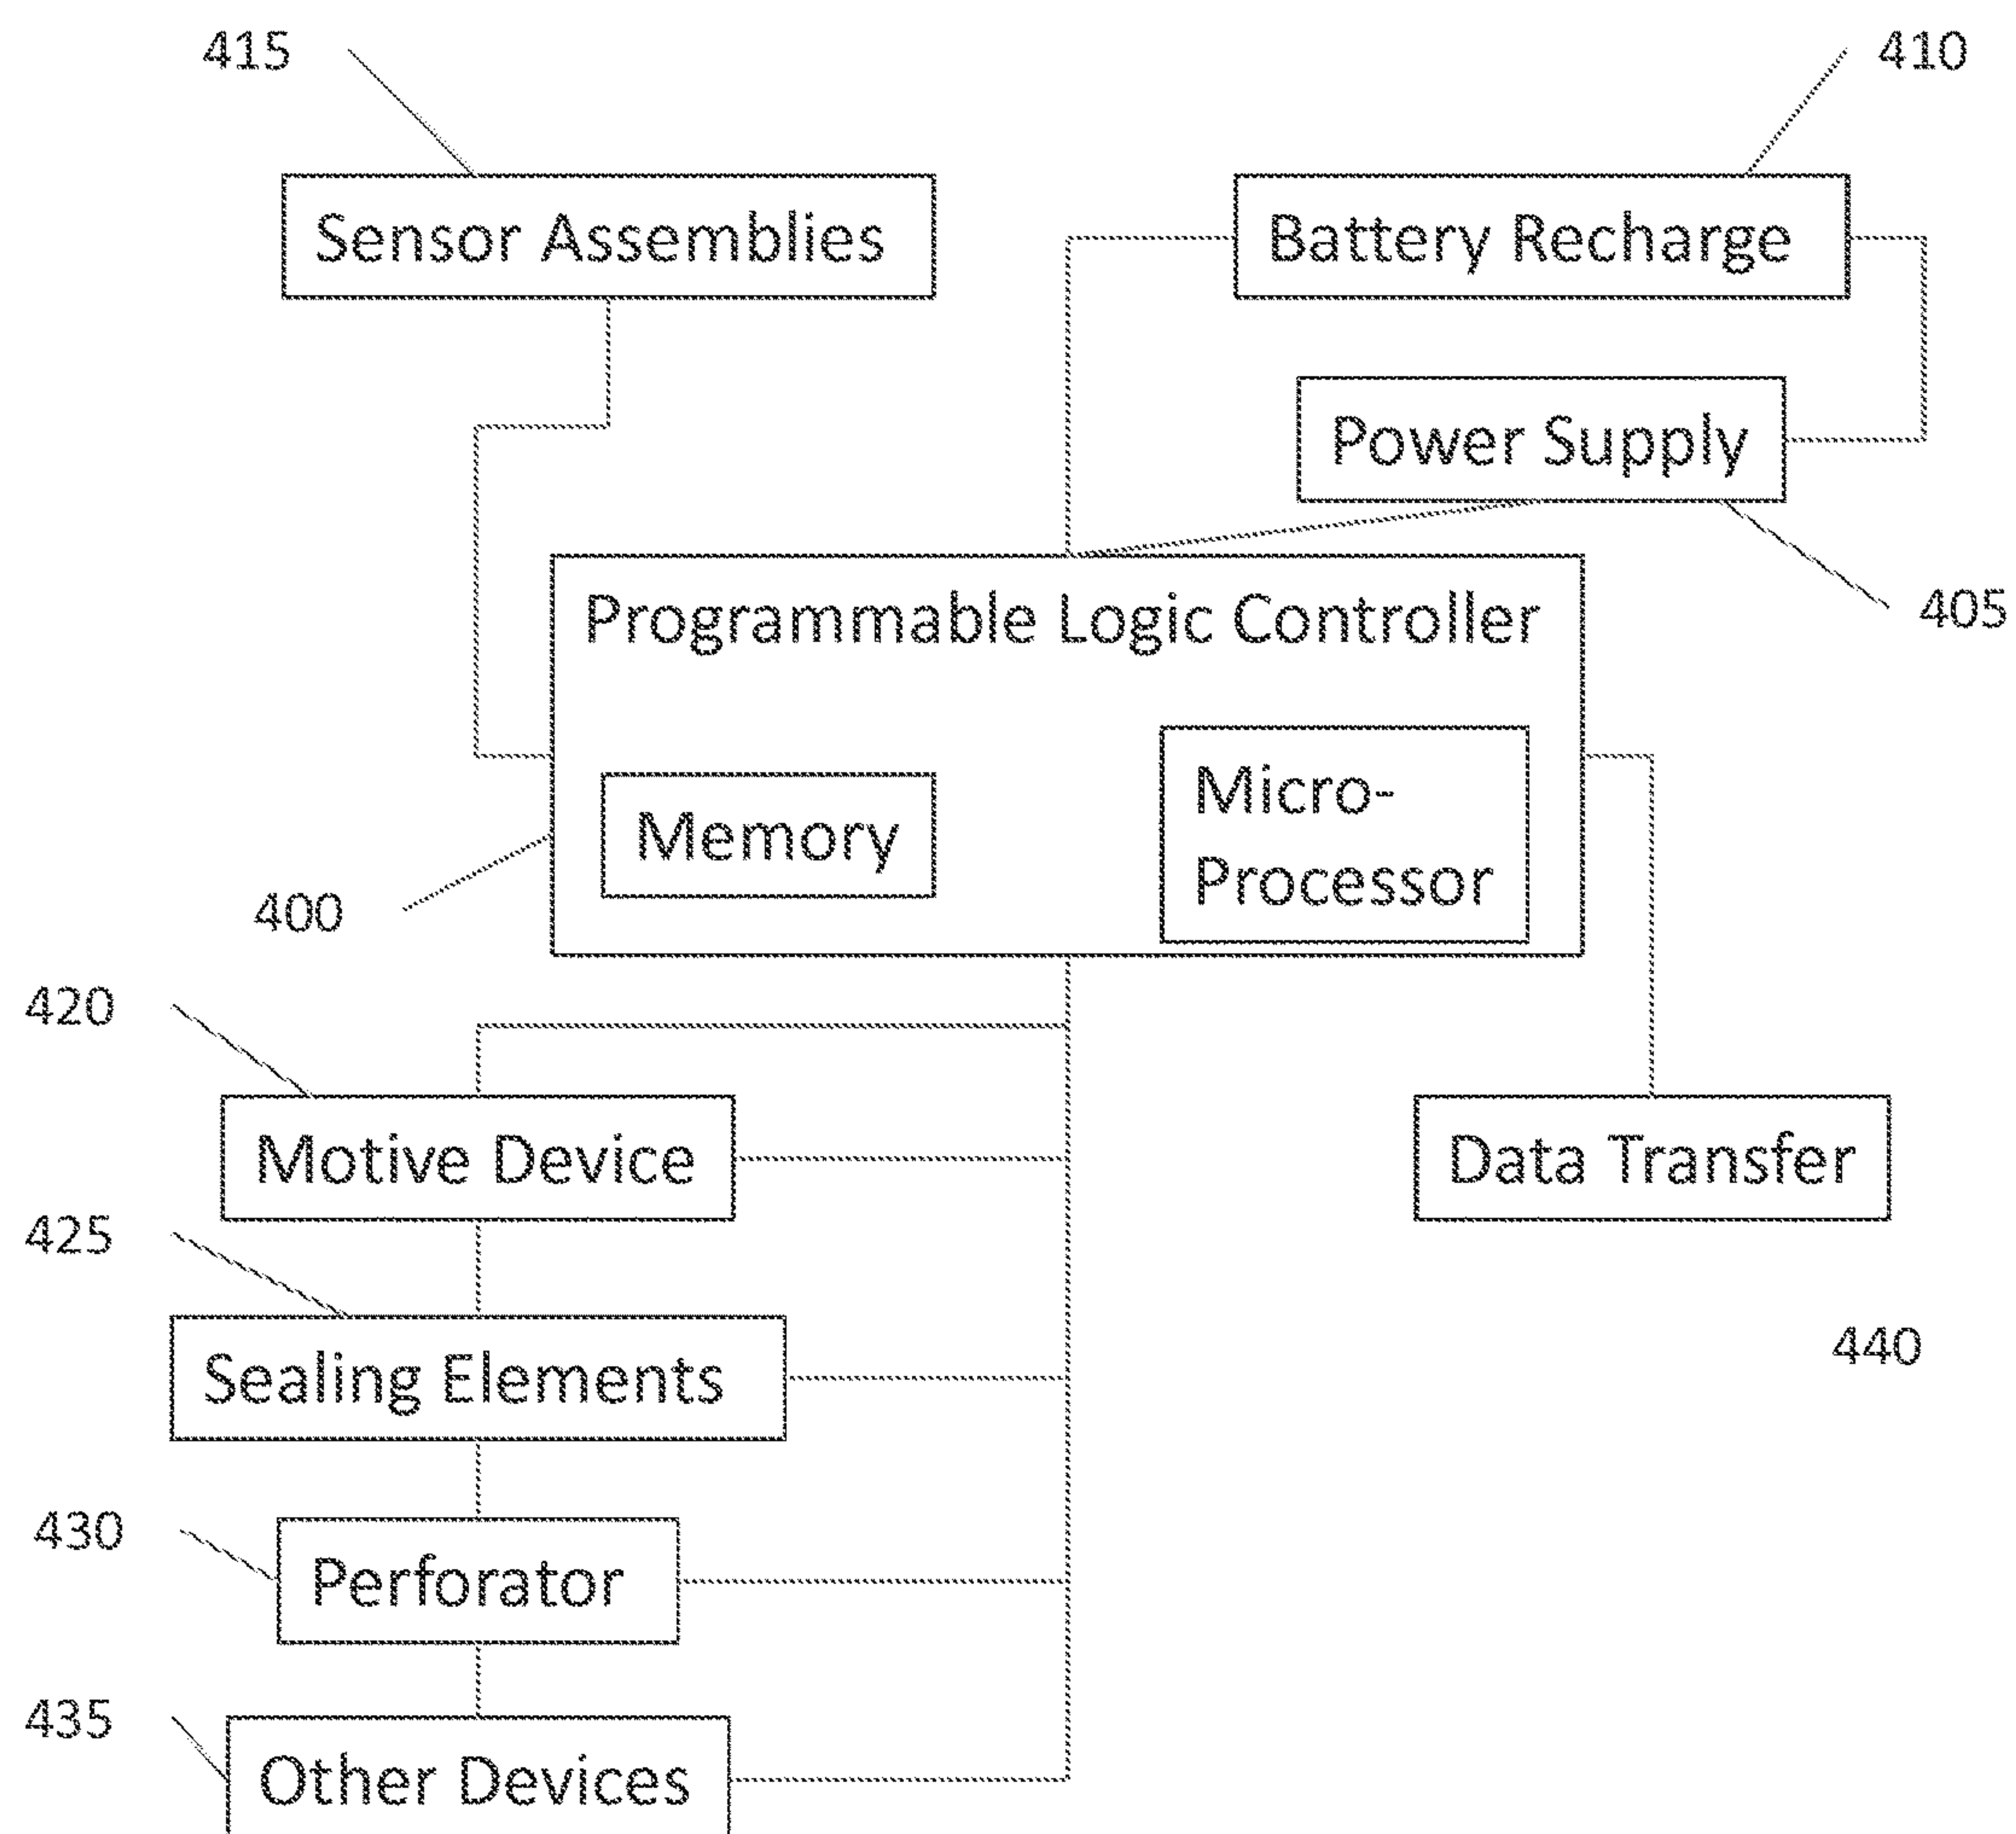 415
410
Sensor Assemblies
Battery Recharge
Power Supply
405
Programmable Logic Controller
Memory
Micro-
Processor
400
420
Motive Device
Data Transfer
425
440
Sealing Elements
430
Perforator
435
Other Devices